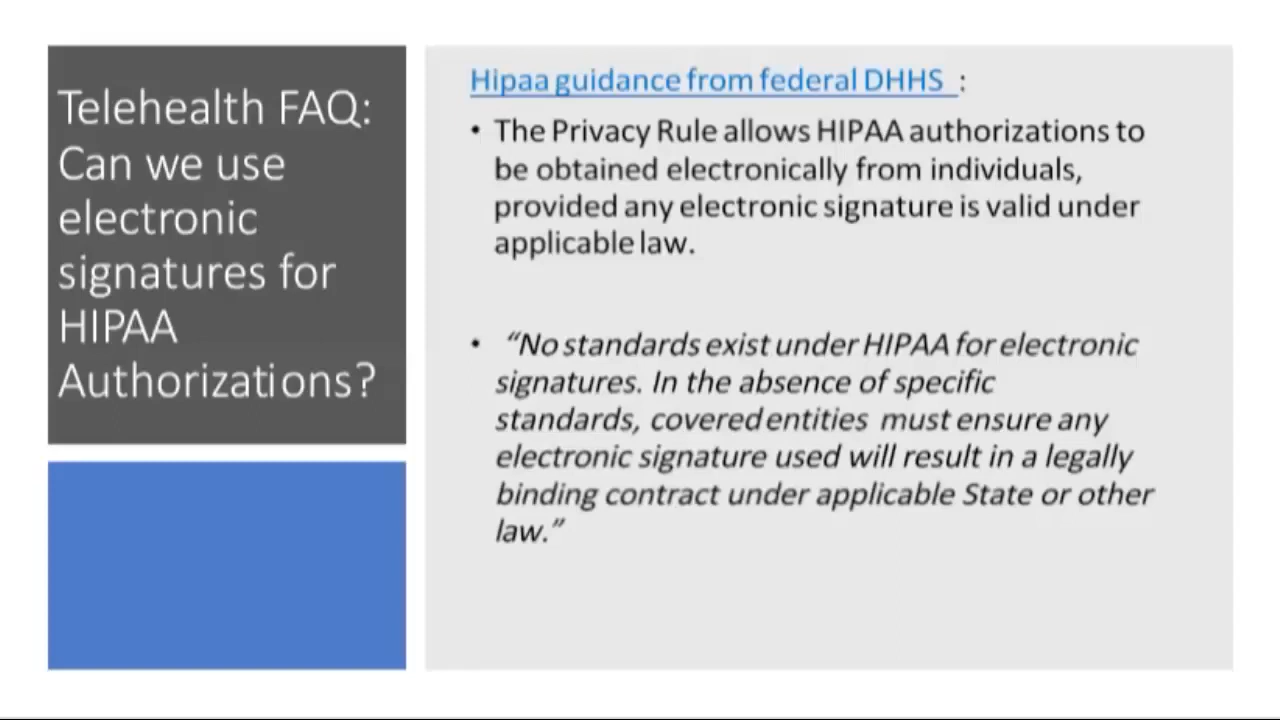 Telehealth FAQ:
Can we use
electronic
signatures for
HIPAA
Authorizations?
Hipaa guidance from federal DHHS :
• The Privacy Rule allows HIPAA authorizations to
be obtained electronically from individuals,
provided any electronic signature is valid under
applicable law.
• “No standards exist under HIPAA for electronic
signatures. In the absence of specific
standards, covered entities must ensure any
electronic signature used will result in a legally
binding contract under applicable State or other
law.”